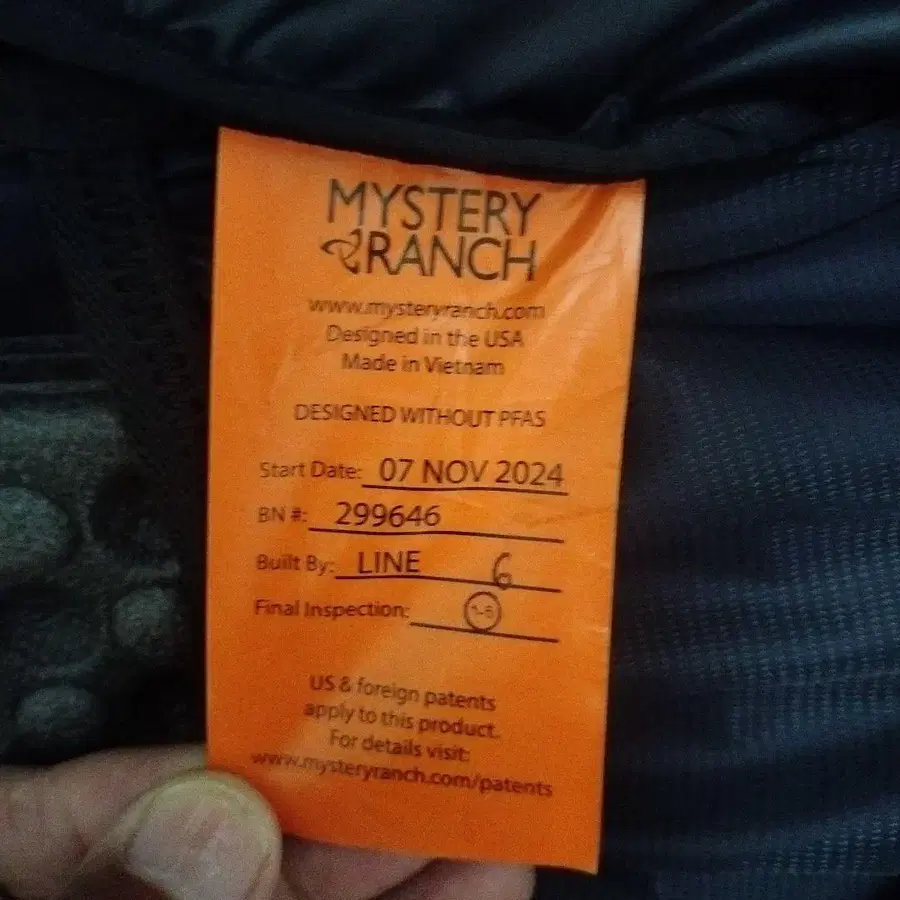 MYSTERY
RANCH
www.mysteryranch.com
Designed in the USA
Made in Vietnam
DESIGNED WITHOUT PFAS
Start Date: 07 NOV 2024
BN #: 299646
Built By: LINE 6
Final Inspection:
US & foreign patents
apply to this product.
For details visit:
www.mysteryranch.com/patents